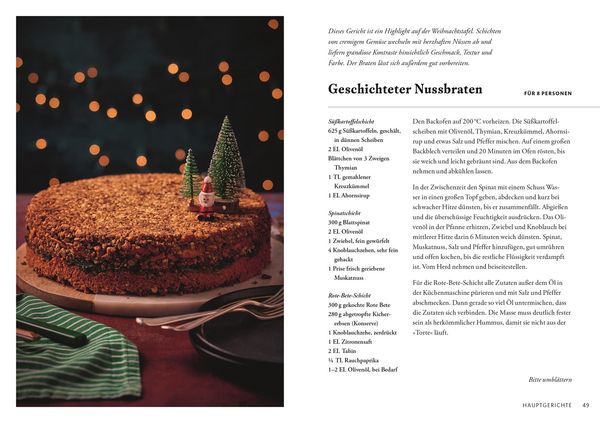 Dieses Gericht ist ein Highlight auf der Weihnachtstafel. Schichten
von cremigem Gemüse wechseln mit herzhaften Nüssen ab und
liefern grandiose Kontraste hinsichtlich Geschmack, Textur und
Farbe. Der Braten lässt sich außerdem gut vorbereiten.
Geschichteter Nussbraten
FÜR 8 PERSONEN
Süßkartoffelschicht
625 g Süßkartoffeln, geschält,
in dünnen Scheiben
2 EL Olivenöl
Blättchen von 3 Zweigen
Thymian
1 TL gemahlener
Kreuzkümmel
1 EL Ahornsirup
Spinatschicht
300 g Blattspinat
2 EL Olivenöl
1 Zwiebel, fein gewürfelt
4 Knoblauchzehen, sehr fein
gehackt
1 Prise frisch geriebene
Muskatnuss
Rote-Bete-Schicht
300 g gekochte Rote Bete
280 g abgetropfte Kicher-
erbsen (Konserve)
1 Knoblauchzehe, zerdrückt
1 EL Zitronensaft
2 EL Tahin
¼ TL Rauchpaprika
1–2 EL Olivenöl, bei Bedarf
Den Backofen auf 200 °C vorheizen. Die Süßkartoffel-
scheiben mit Olivenöl, Thymian, Kreuzkümmel, Ahornsi-
rup und etwas Salz und Pfeffer mischen. Auf einem großen
Backblech verteilen und 20 Minuten im Ofen rösten, bis
sie weich und leicht gebräunt sind. Aus dem Backofen
nehmen und abkühlen lassen.
In der Zwischenzeit den Spinat mit einem Schuss Was-
ser in einen großen Topf geben, abdecken und kurz bei
schwacher Hitze dünsten, bis er zusammenfällt. Abgießen
und die überschüssige Feuchtigkeit ausdrücken. Das Oli-
venöl in der Pfanne erhitzen, Zwiebel und Knoblauch bei
mittlerer Hitze darin 6 Minuten weich dünsten. Spinat,
Muskatnuss, Salz und Pfeffer hinzufügen, gut umrühren
und offen kochen, bis die restliche Flüssigkeit verdampft
ist. Vom Herd nehmen und beiseitestellen.
Für die Rote-Bete-Schicht alle Zutaten außer dem Öl in
der Küchenmaschine pürieren und mit Salz und Pfeffer
abschmecken. Dann gerade so viel Öl untermischen, dass
die Zutaten sich verbinden. Die Masse muss deutlich fester
sein als herkömmlicher Hummus, damit sie nicht aus der
»Torte« läuft.
Bitte umblättern
HAUPTGERICHTE 49